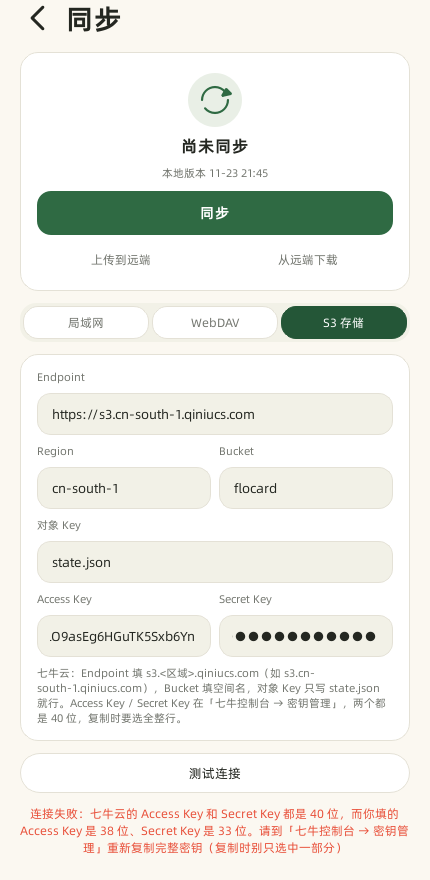 同步
尚未同步
本地版本 11-23 21:45
同步
上传到远端 从远端下载
局域网 WebDAV S3 存储
Endpoint
https://s3.cn-south-1.qiniucs.com
Region Bucket
cn-south-1 flocard
对象 Key
state.json
Access Key Secret Key
.O9asEg6HGuTK5Sxb6Yn ●●●●●●●●●●●
七牛云：Endpoint 填 s3.<区域>.qiniucs.com（如 s3.cn-
south-1.qiniucs.com），Bucket 填空间名，对象 Key 只写 state.json
就行。Access Key / Secret Key 在「七牛控制台 → 密钥管理」，两个都
是 40 位，复制时要选全整行。
测试连接
连接失败：七牛云的 Access Key 和 Secret Key 都是 40 位，而你填的
Access Key 是 38 位、Secret Key 是 33 位。请到「七牛控制台 → 密钥管
理」重新复制完整密钥（复制时别只选中一部分）